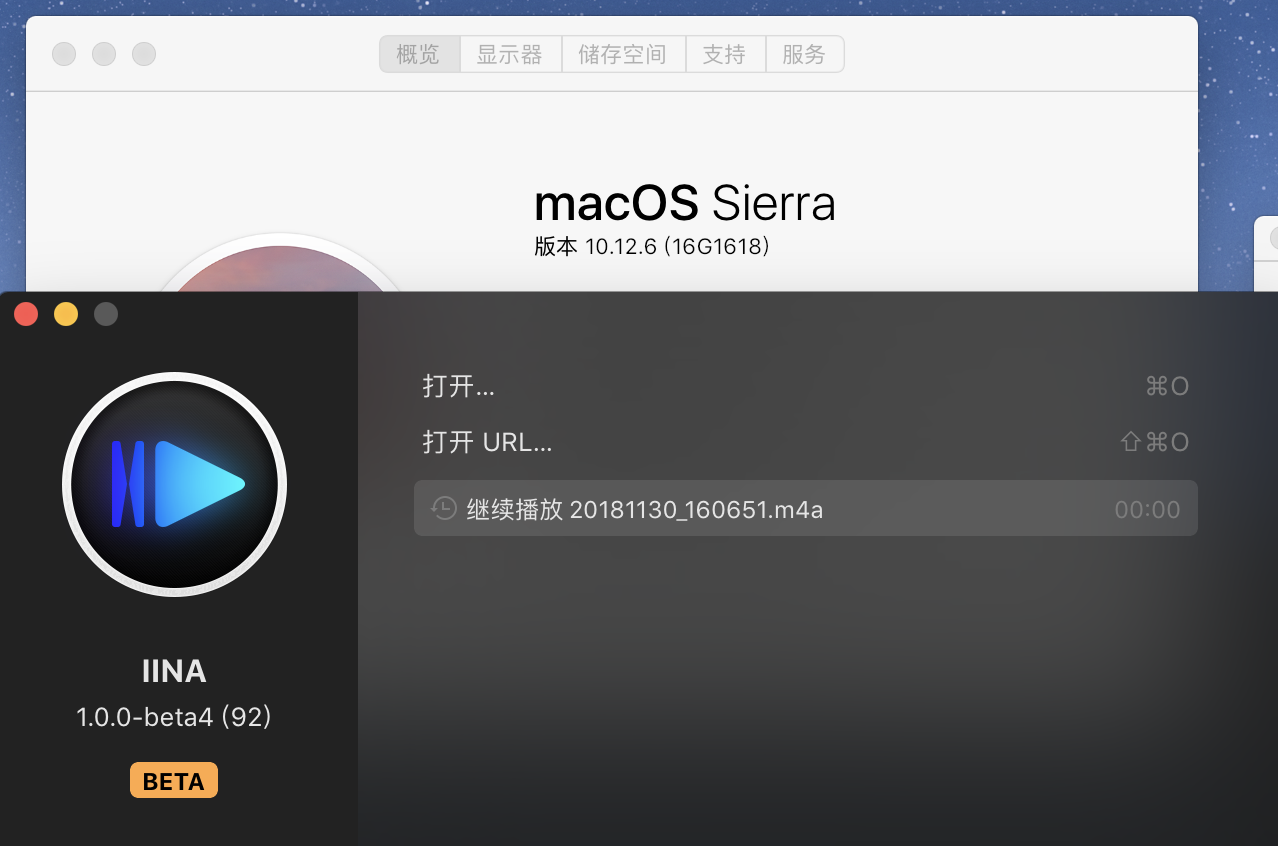 概览 显示器 储存空间 支持 服务
macOS Sierra
版本 10.12.6 (16G1618)
打开... ⌘O
打开 URL... ⇧⌘O
继续播放 20181130_160651.m4a 00:00
IINA
1.0.0-beta4 (92)
BETA